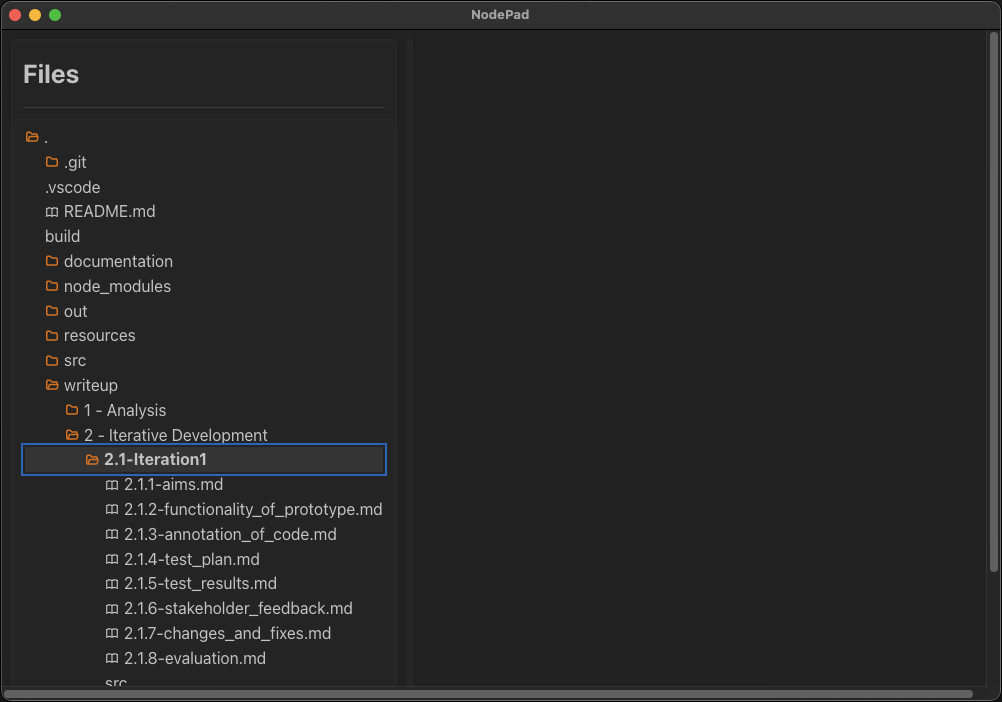 NodePad
Files
.
.git
.vscode
README.md
build
documentation
node_modules
out
resources
src
writeup
1 - Analysis
2 - Iterative Development
2.1-Iteration1
2.1.1-aims.md
2.1.2-functionality_of_prototype.md
2.1.3-annotation_of_code.md
2.1.4-test_plan.md
2.1.5-test_results.md
2.1.6-stakeholder_feedback.md
2.1.7-changes_and_fixes.md
2.1.8-evaluation.md
src